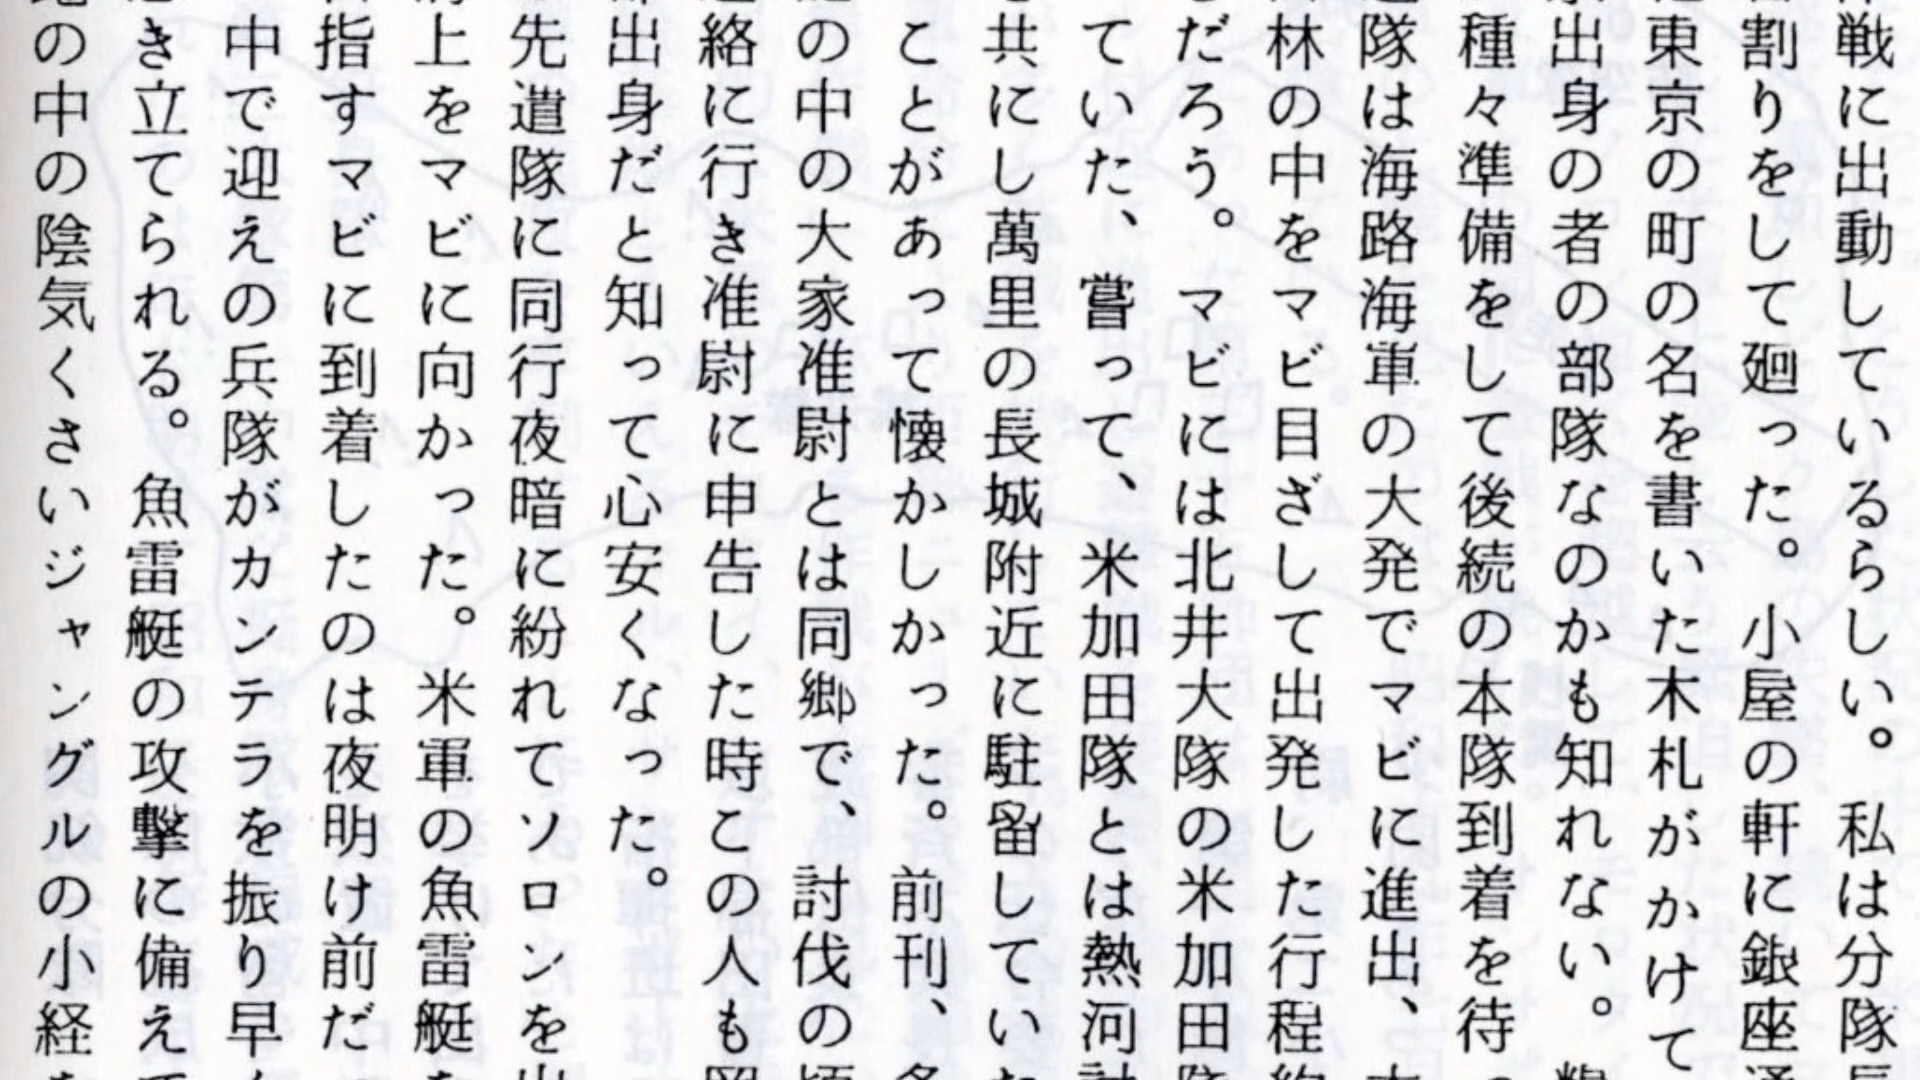 戦に出動しているらしい。私は分隊
割りをして廻った。小屋の軒に銀座
東京の町の名を書いた木札がかけて
出身の者の部隊なのかも知れない。
種々準備をして後続の本隊到着を待
隊は海路海軍の大発でマビに進出、
林の中をマビ目ざして出発した行程
だろう。マビには北井大隊の米加田
ていた、嘗って、米加田隊とは熱河
共にし萬里の長城附近に駐留してい
ことがあって懐かしかった。前刊、
の中の大家准尉とは同郷で、討伐の
絡に行き准尉に申告した時この人も
出身だと知って心安くなった。
先遣隊に同行夜暗に紛れてソロンを
上をマビに向かった。米軍の魚雷艇
指すマビに到着したのは夜明け前だ
中で迎えの兵隊がカンテラを振り早
き立てられる。魚雷艇の攻撃に備え
の中の陰気くさいジャングルの小経